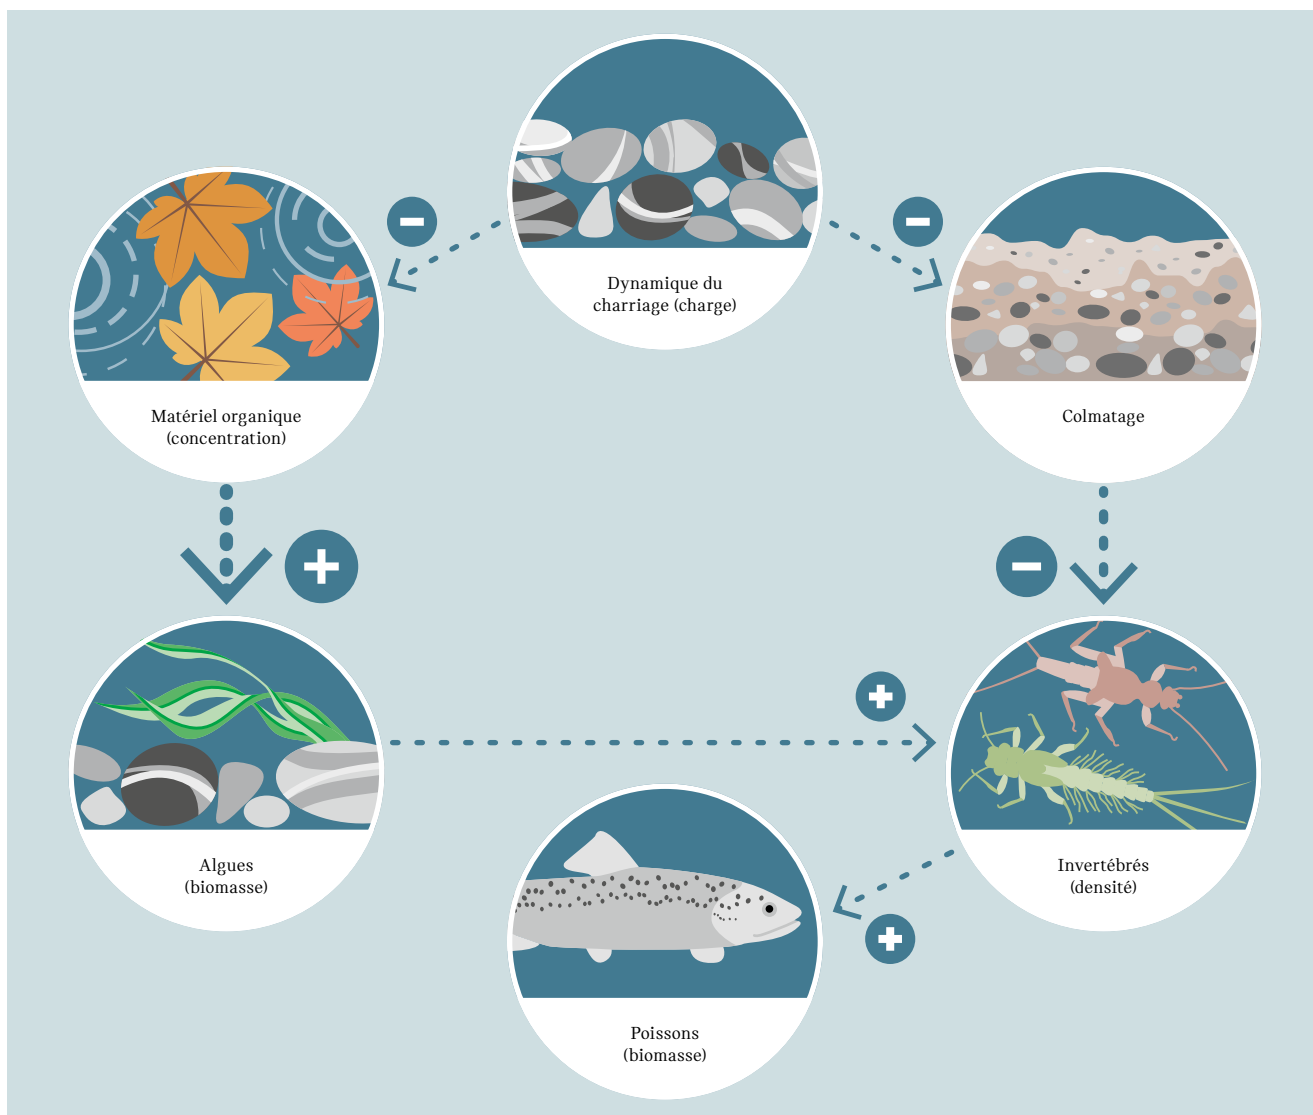 Dynamique du
charriage (charge)
Matériel organique
(concentration)
Colmatage
Algues
(biomasse)
Invertébrés
(densité)
Poissons
(biomasse)